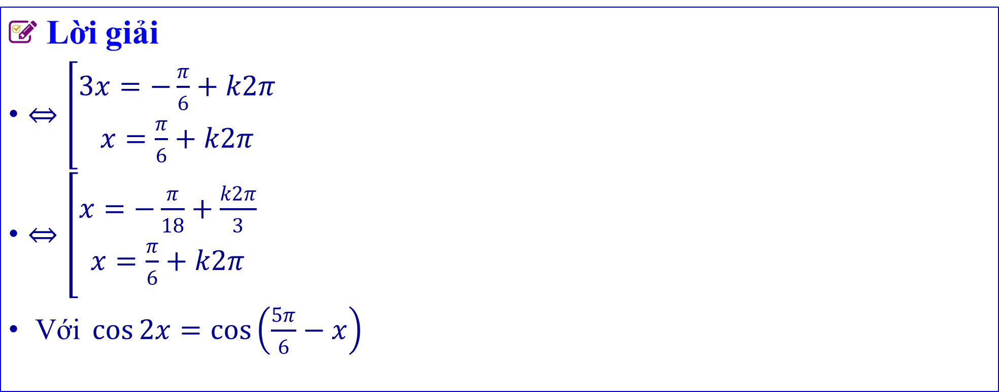 Lời giải
• ⇔ [ 3x = −π/6 + k2π
x = π/6 + k2π
• ⇔ [ x = −π/18 + k2π/3
x = π/6 + k2π
• Với cos 2x = cos(5π/6 − x)